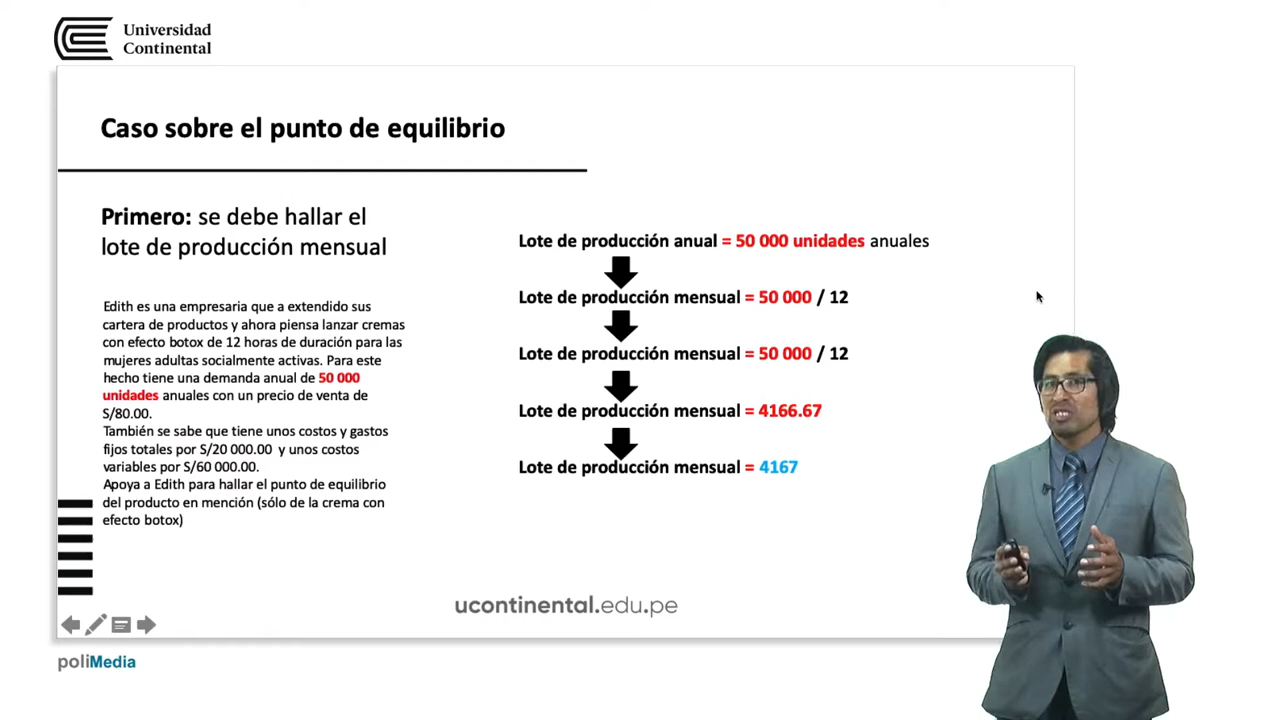 Universidad
Continental
Caso sobre el punto de equilibrio
Primero: se debe hallar el
lote de producción mensual
Edith es una empresaria que a extendido sus
cartera de productos y ahora piensa lanzar cremas
con efecto botox de 12 horas de duración para las
mujeres adultas socialmente activas. Para este
hecho tiene una demanda anual de 50 000
unidades anuales con un precio de venta de
S/80.00.
También se sabe que tiene unos costos y gastos
fijos totales por S/20 000.00 y unos costos
variables por S/60 000.00.
Apoya a Edith para hallar el punto de equilibrio
del producto en mención (sólo de la crema con
efecto botox)
Lote de producción anual = 50 000 unidades anuales
Lote de producción mensual = 50 000 / 12
Lote de producción mensual = 50 000 / 12
Lote de producción mensual = 4166.67
Lote de producción mensual = 4167
ucontinental.edu.pe
poliMedia